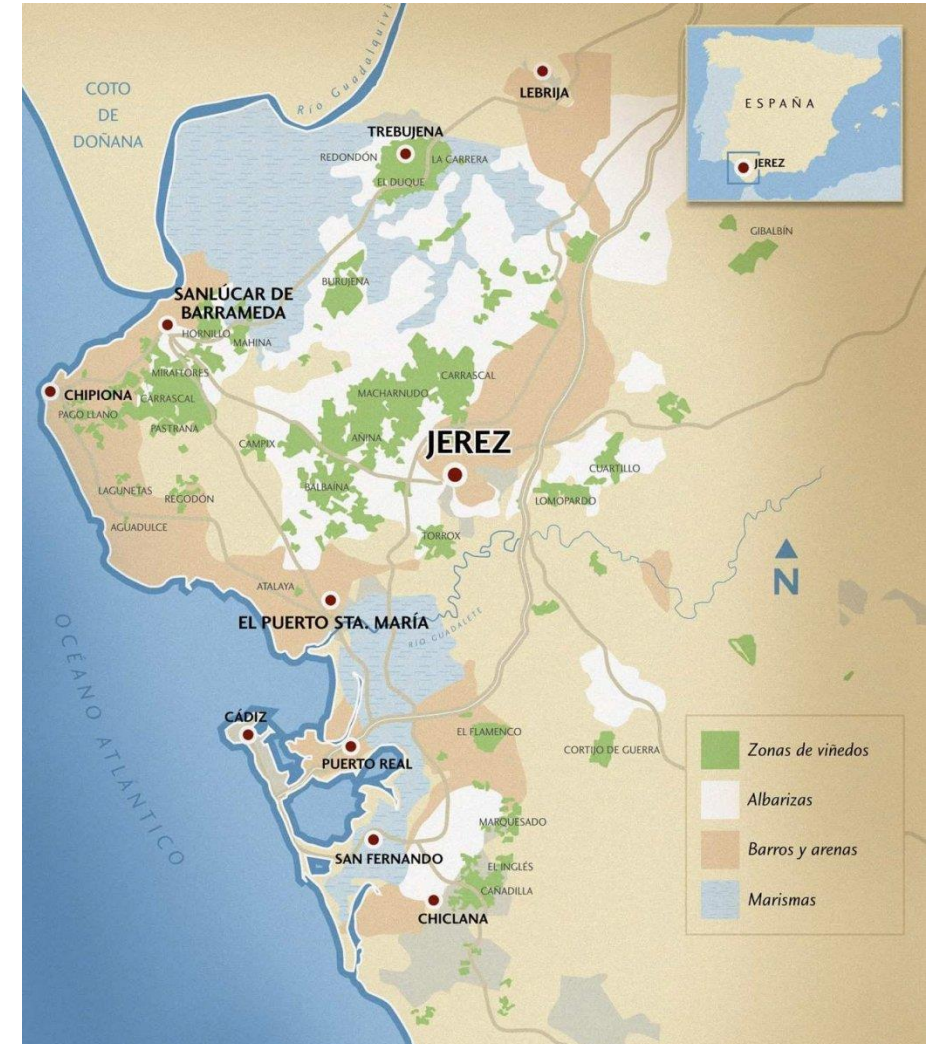 COTO
DE
DOÑANA
Río Guadalquivir
LEBRIJA
ESPAÑA
JEREZ
TREBUJENA
REDONDÓN
LA CARRERA
EL DUQUE
GIBALBÍN
BURUJENA
SANLÚCAR DE
BARRAMEDA
HORNILLO
MAHINA
MIRAFLORES
CARRASCAL
MACHARNUDO
CHIPIONA
CARRASCAL
PAGO LLANO
PASTRANA
CAMPIX
AÑINA
JEREZ
CUARTILLO
BALBAÍNA
LAGUNETAS
REGODÓN
LOMOPARDO
AGUADULCE
TORROX
N
ATALAYA
EL PUERTO STA. MARÍA
RÍO GUADALETE
OCÉANO ATLÁNTICO
CÁDIZ
EL FLAMENCO
CORTIJO DE GUERRA
PUERTO REAL
Zonas de viñedos
Albarizas
Barros y arenas
Marismas
MARQUESADO
SAN FERNANDO
EL INGLÉS
CAÑADILLA
CHICLANA